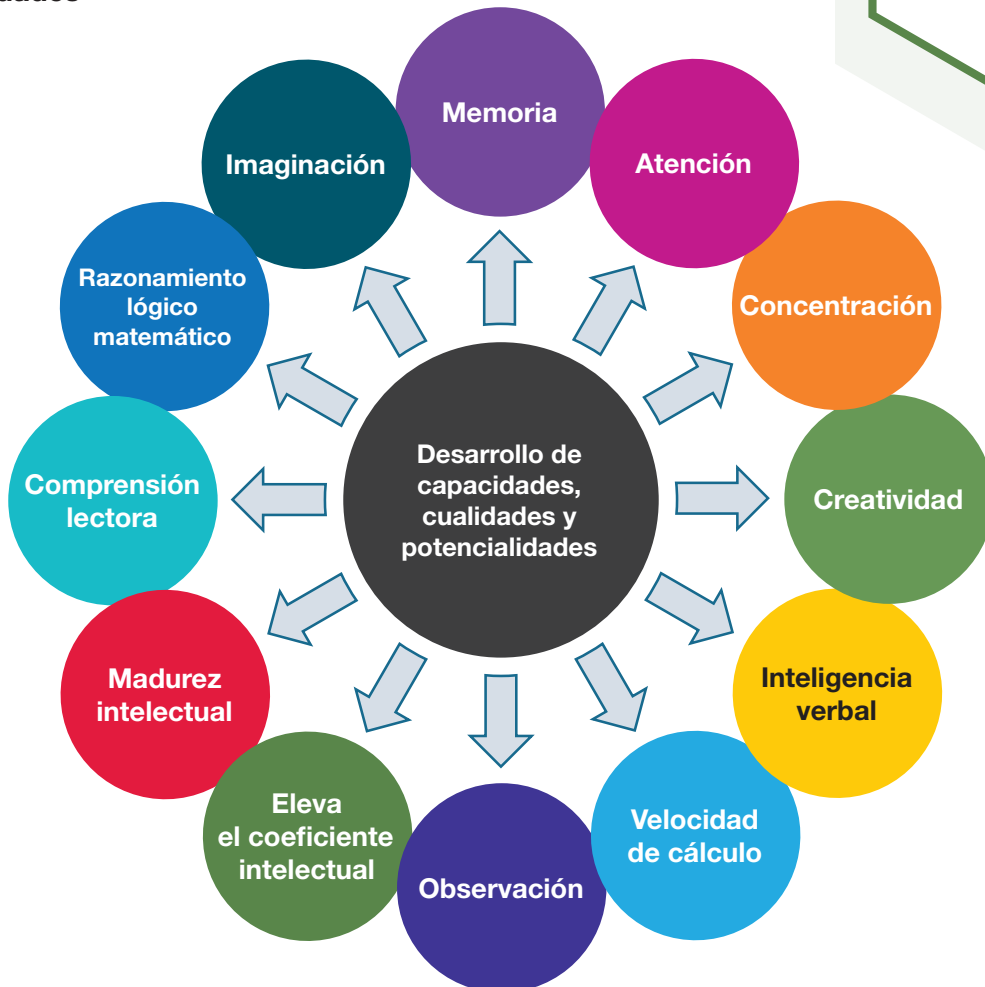 Memoria
Atención
Imaginación
Concentración
Razonamiento
lógico
matemático
Desarrollo de
capacidades,
cualidades y
potencialidades
Comprensión
lectora
Creatividad
Madurez
intelectual
Inteligencia
verbal
Eleva
el coeficiente
intelectual
Velocidad
de cálculo
Observación